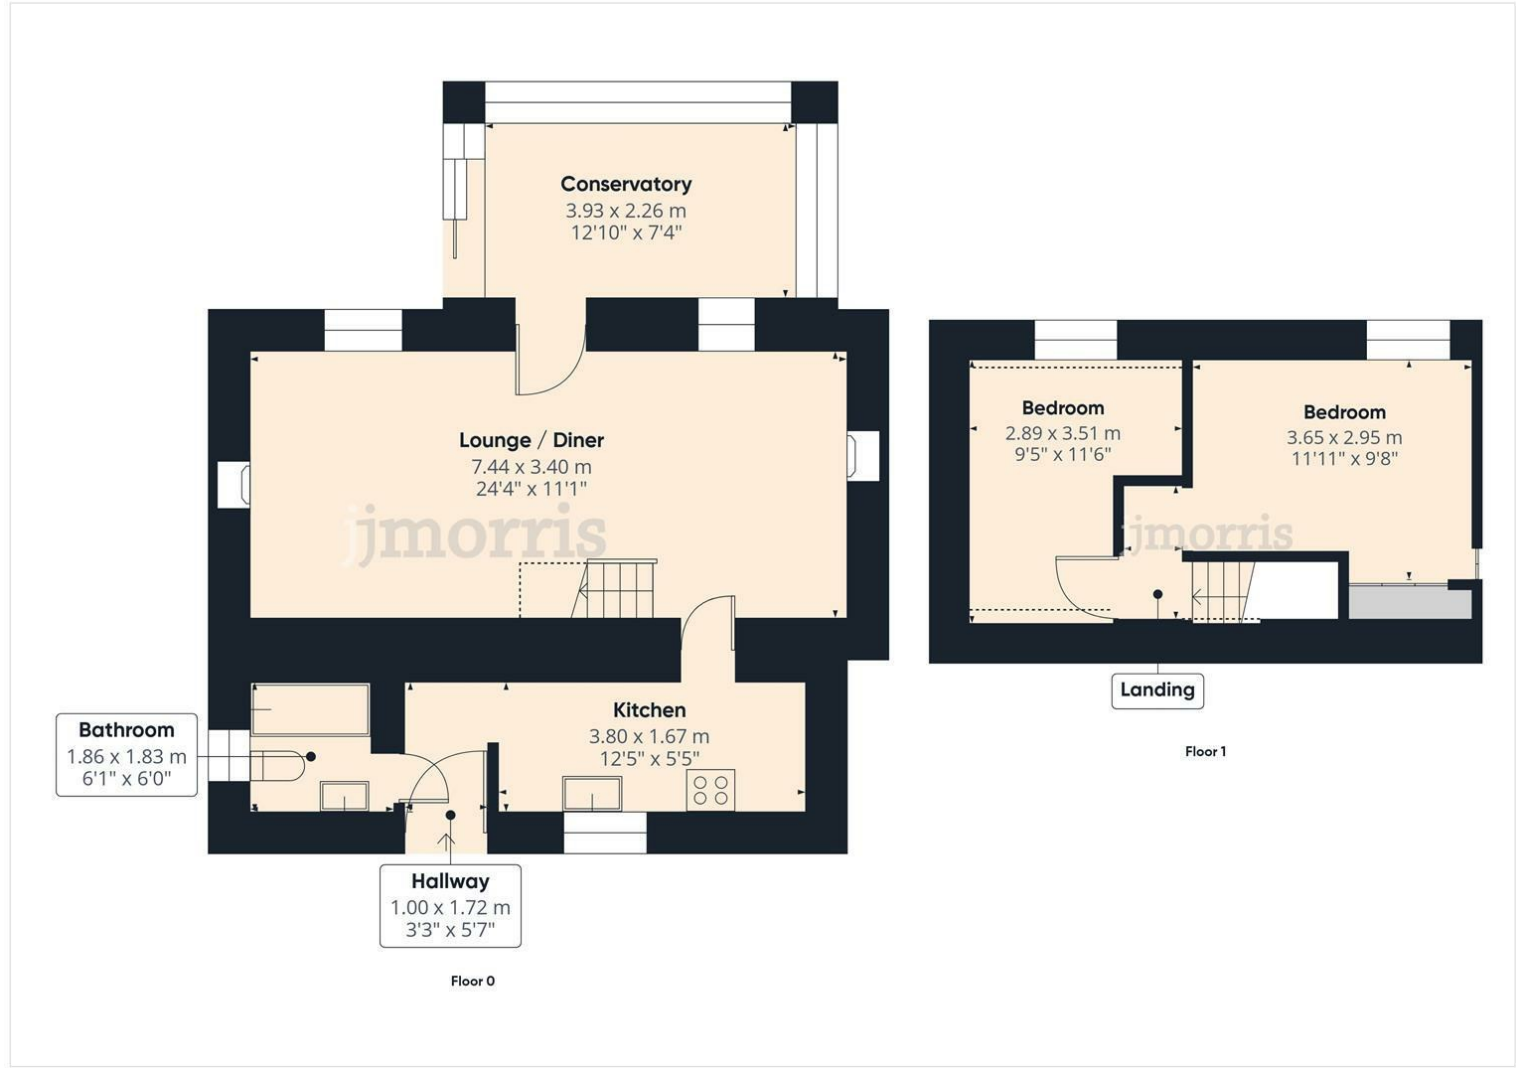 Conservatory
3.93 x 2.26 m
12'10" x 7'4"
Lounge / Diner
7.44 x 3.40 m
24'4" x 11'1"
jjmorris
Bathroom
1.86 x 1.83 m
6'1" x 6'0"
Kitchen
3.80 x 1.67 m
12'5" x 5'5"
Hallway
1.00 x 1.72 m
3'3" x 5'7"
Floor 0
Bedroom
2.89 x 3.51 m
9'5" x 11'6"
Bedroom
3.65 x 2.95 m
11'11" x 9'8"
jjmorris
Landing
Floor 1